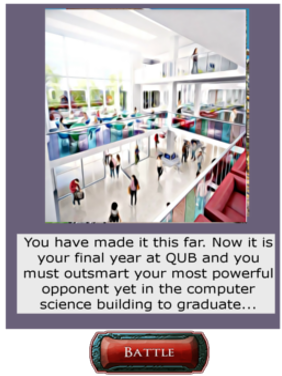 You have made it this far. Now it is
your final year at QUB and you
must outsmart your most powerful
opponent yet in the computer
science building to graduate...
BATTLE